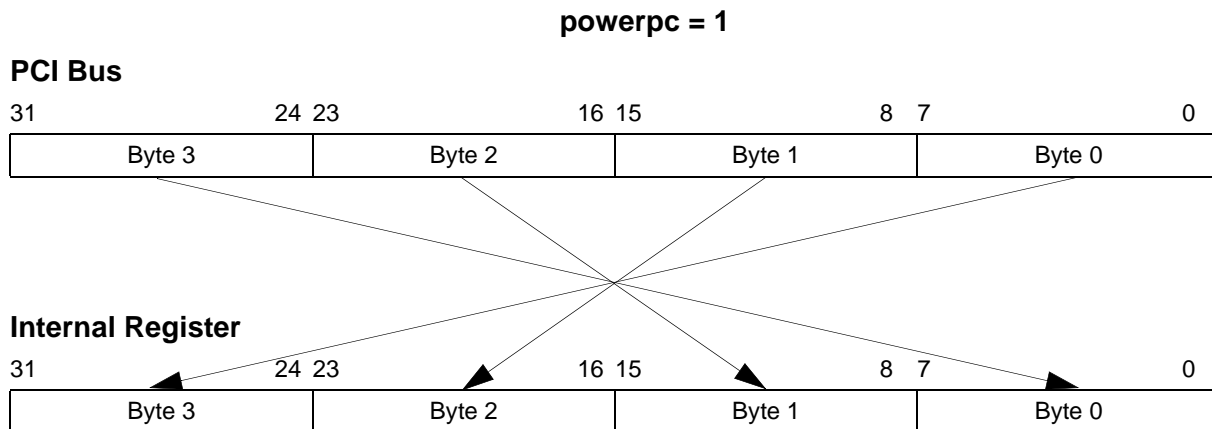 powerpc = 1
PCI Bus
31 24 23 16 15 8 7 0
Byte 3 Byte 2 Byte 1 Byte 0
Internal Register
31 24 23 16 15 8 7 0
Byte 3 Byte 2 Byte 1 Byte 0